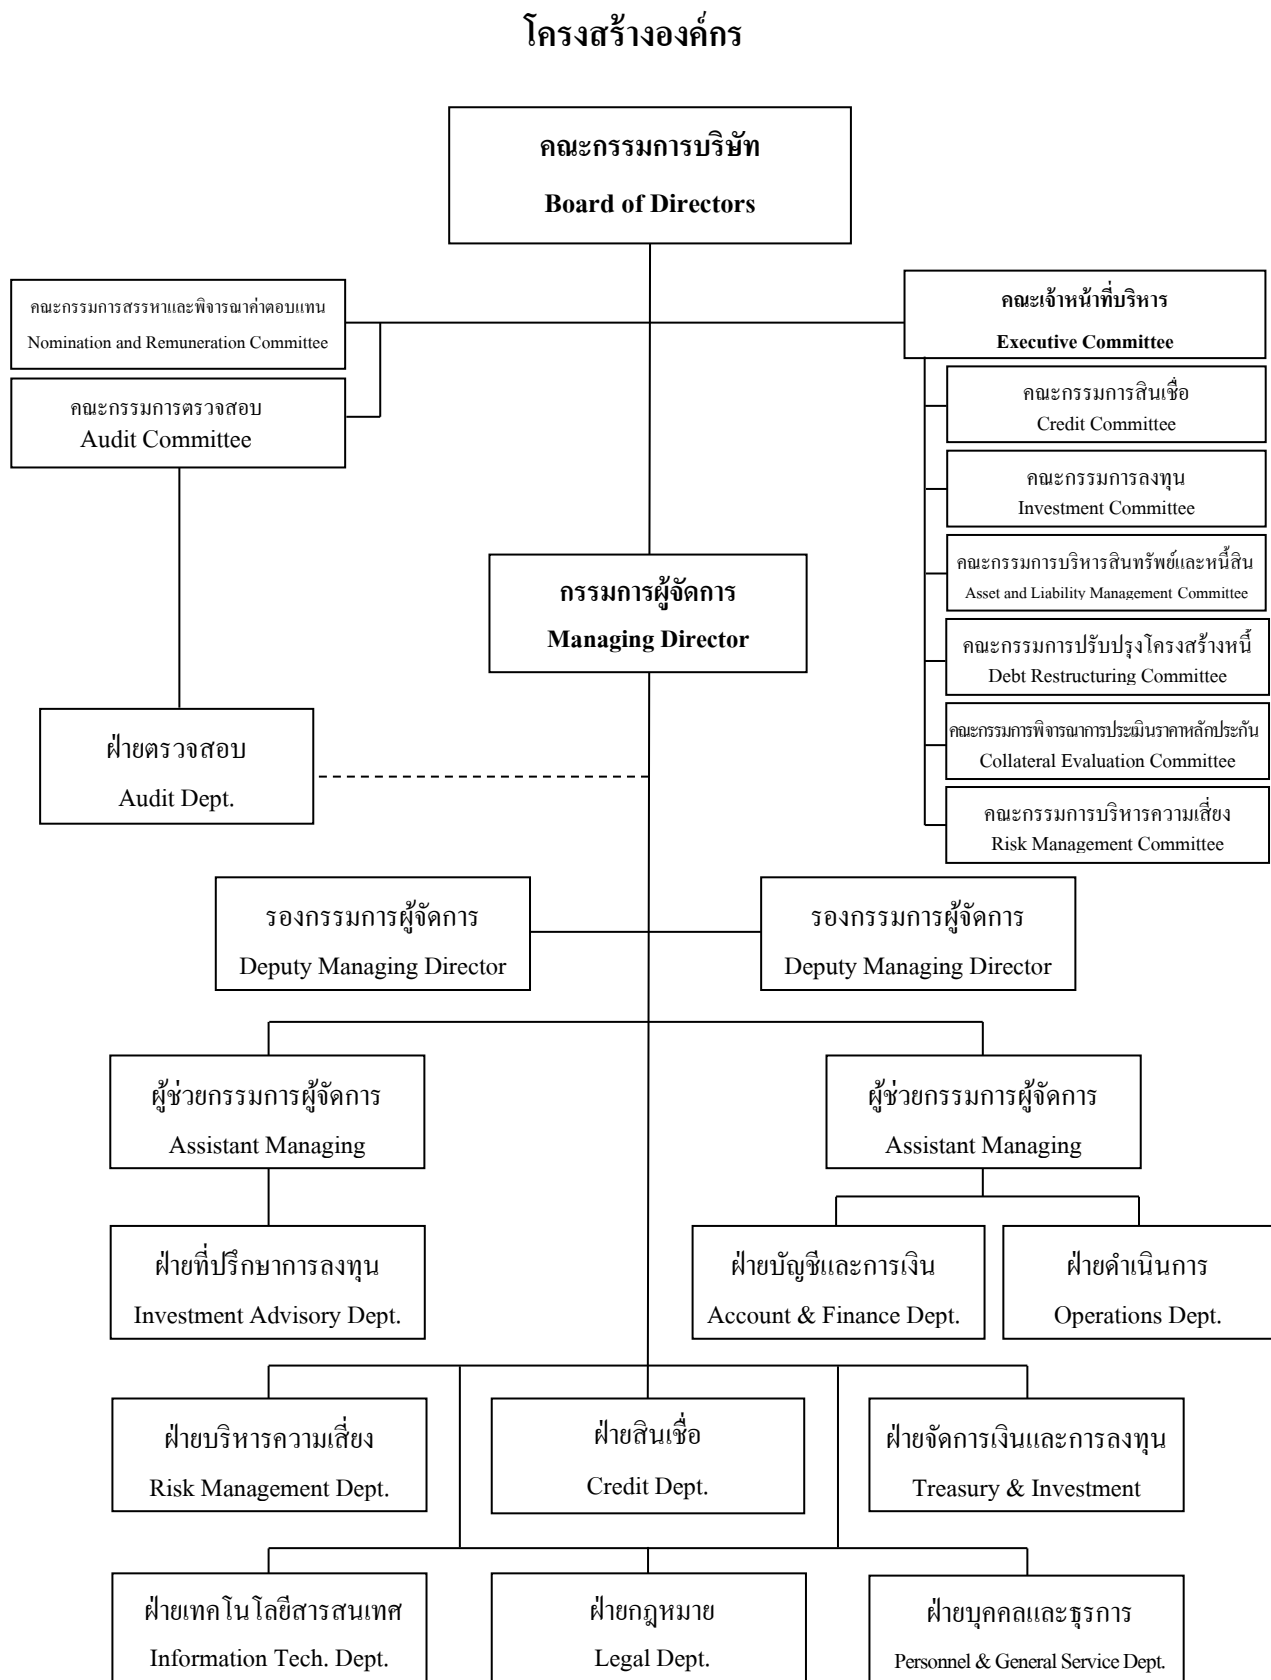 โครงสร้างองค์กร
คณะกรรมการบริษัท
Board of Directors
คณะกรรมการสรรหาและพิจารณาค่าตอบแทน
Nomination and Remuneration Committee
คณะกรรมการตรวจสอบ
Audit Committee
คณะเจ้าหน้าที่บริหาร
Executive Committee
คณะกรรมการสินเชื่อ
Credit Committee
คณะกรรมการลงทุน
Investment Committee
คณะกรรมการบริหารสินทรัพย์และหนี้สิน
Asset and Liability Management Committee
คณะกรรมการปรับปรุงโครงสร้างหนี้
Debt Restructuring Committee
คณะกรรมการพิจารณาการประเมินราคาหลักประกัน
Collateral Evaluation Committee
คณะกรรมการบริหารความเสี่ยง
Risk Management Committee
กรรมการผู้จัดการ
Managing Director
ฝ่ายตรวจสอบ
Audit Dept.
รองกรรมการผู้จัดการ
Deputy Managing Director
รองกรรมการผู้จัดการ
Deputy Managing Director
ผู้ช่วยกรรมการผู้จัดการ
Assistant Managing
ผู้ช่วยกรรมการผู้จัดการ
Assistant Managing
ฝ่ายที่ปรึกษาการลงทุน
Investment Advisory Dept.
ฝ่ายบัญชีและการเงิน
Account & Finance Dept.
ฝ่ายดำเนินการ
Operations Dept.
ฝ่ายบริหารความเสี่ยง
Risk Management Dept.
ฝ่ายสินเชื่อ
Credit Dept.
ฝ่ายจัดการเงินและการลงทุน
Treasury & Investment
ฝ่ายเทคโนโลยีสารสนเทศ
Information Tech. Dept.
ฝ่ายกฎหมาย
Legal Dept.
ฝ่ายบุคคลและธุรการ
Personnel & General Service Dept.